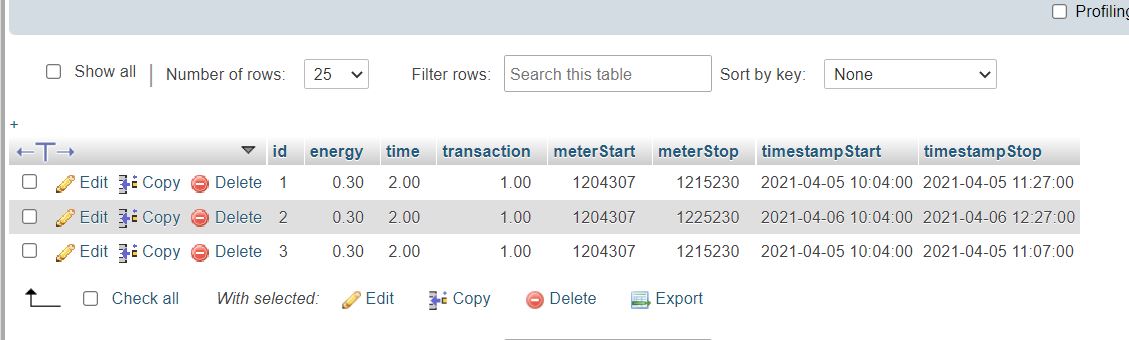 Profiling
Show all Number of rows: 25 Filter rows: Search this table Sort by key: None
+
←T→ id energy time transaction meterStart meterStop timestampStart timestampStop
Edit Copy Delete 1 0.30 2.00 1.00 1204307 1215230 2021-04-05 10:04:00 2021-04-05 11:27:00
Edit Copy Delete 2 0.30 2.00 1.00 1204307 1225230 2021-04-06 10:04:00 2021-04-06 12:27:00
Edit Copy Delete 3 0.30 2.00 1.00 1204307 1215230 2021-04-05 10:04:00 2021-04-05 11:07:00
Check all With selected: Edit Copy Delete Export